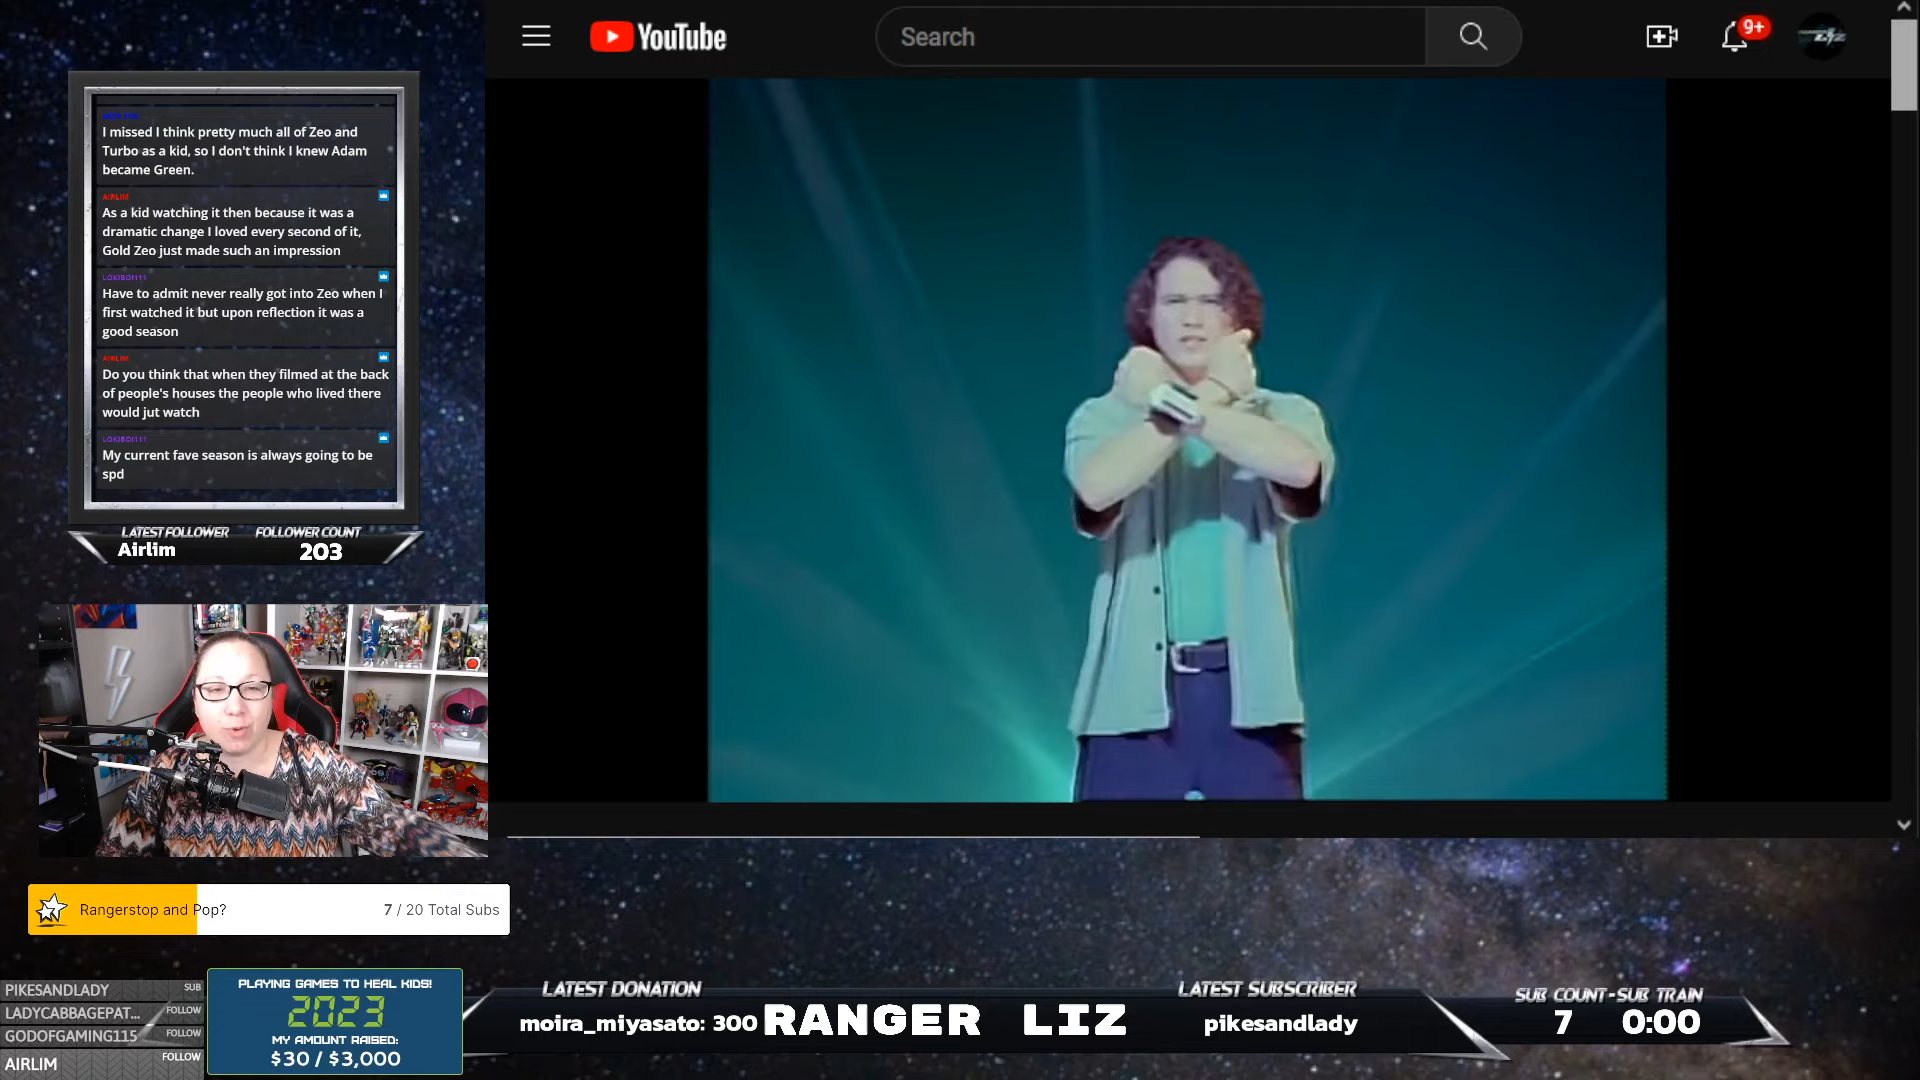 YouTube
Search
9+
I missed I think pretty much all of Zeo and
Turbo as a kid, so I don't think I knew Adam
became Green.
AIRLIM
As a kid watching it then because it was a
dramatic change I loved every second of it,
Gold Zeo just made such an impression
LOKIBOI111
Have to admit never really got into Zeo when I
first watched it but upon reflection it was a
good season
AIRLIM
Do you think that when they filmed at the back
of people's houses the people who lived there
would jut watch
LOKIBOI111
My current fave season is always going to be
spd
LATEST FOLLOWER FOLLOWER COUNT
Airlim 203
Rangerstop and Pop? 7 / 20 Total Subs
PIKESANDLADY SUB
LADYCABBAGEPAT... FOLLOW
GODOFGAMING115 FOLLOW
AIRLIM FOLLOW
PLAYING GAMES TO HEAL KIDS!
2023
MY AMOUNT RAISED:
$30 / $3,000
LATEST DONATION
moira_miyasato: 300
RANGER LIZ
LATEST SUBSCRIBER
pikesandlady
SUB COUNT-SUB TRAIN
7 0:00